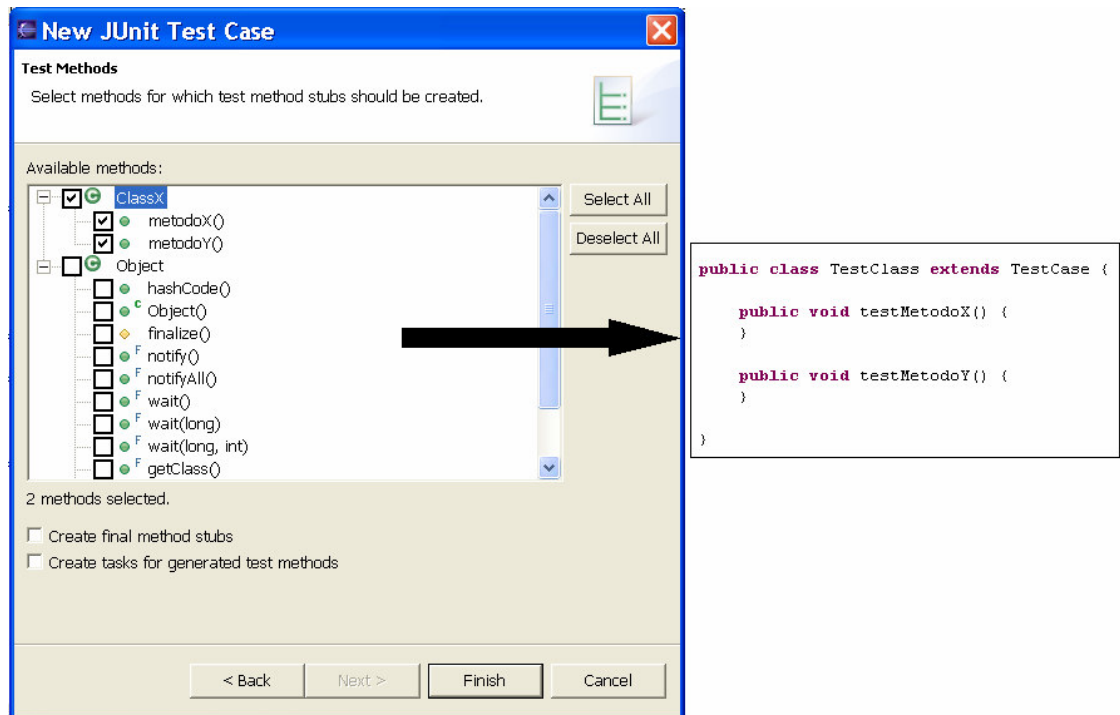 New JUnit Test Case
Test Methods
Select methods for which test method stubs should be created.
Available methods:
ClassX
metodoX()
metodoY()
Object
hashCode()
Object()
finalize()
notify()
notifyAll()
wait()
wait(long)
wait(long, int)
getClass()
Select All
Deselect All
2 methods selected.
Create final method stubs
Create tasks for generated test methods
< Back
Next >
Finish
Cancel
public class TestClass extends TestCase {
public void testMetodoX() {
}
public void testMetodoY() {
}
}